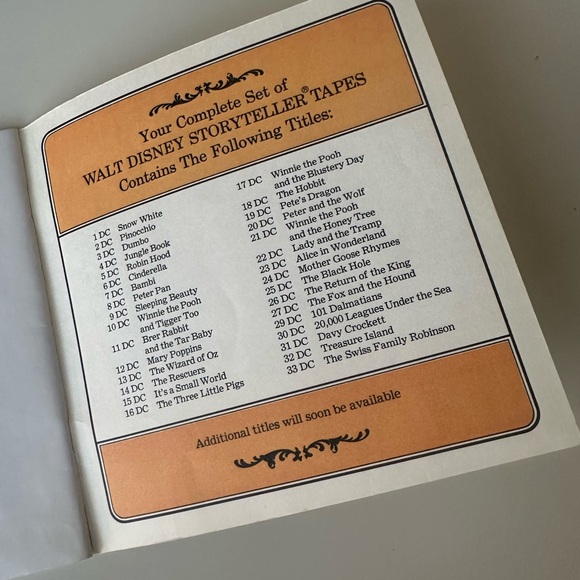 Your Complete Set of
WALT DISNEY STORYTELLER® TAPES
Contains The Following Titles:
1 DC Snow White
2 DC Pinocchio
3 DC Dumbo
4 DC Jungle Book
5 DC Robin Hood
6 DC Cinderella
7 DC Bambi
8 DC Peter Pan
9 DC Sleeping Beauty
10 DC Winnie the Pooh
and Tigger Too
11 DC Brer Rabbit
and the Tar Baby
12 DC Mary Poppins
13 DC The Wizard of Oz
14 DC The Rescuers
15 DC It's a Small World
16 DC The Three Little Pigs
17 DC Winnie the Pooh
and the Blustery Day
18 DC The Hobbit
19 DC Pete's Dragon
20 DC Peter and the Wolf
21 DC Winnie the Pooh
and the Honey Tree
22 DC Lady and the Tramp
23 DC Alice in Wonderland
24 DC Mother Goose Rhymes
25 DC The Black Hole
26 DC The Return of the King
27 DC The Fox and the Hound
29 DC 101 Dalmatians
30 DC 20,000 Leagues Under the Sea
31 DC Davy Crockett
32 DC Treasure Island
33 DC The Swiss Family Robinson
Additional titles will soon be available